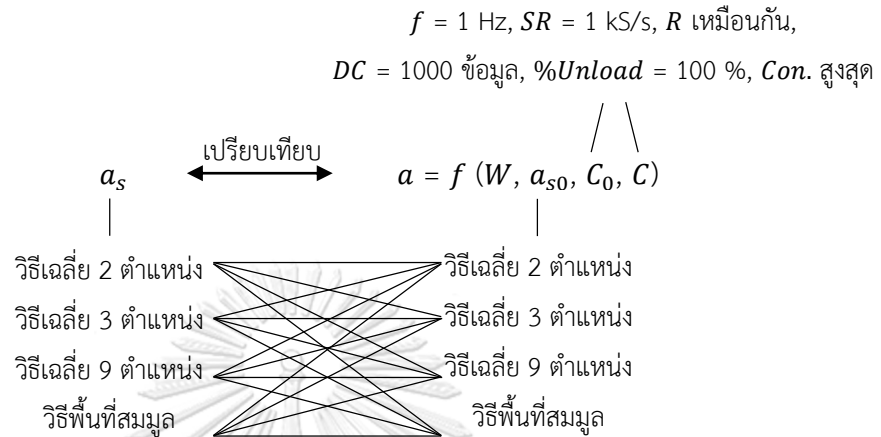 f = 1 Hz, SR = 1 kS/s, R เหมือนกัน,
DC = 1000 ข้อมูล, %Unload = 100 %, Con. สูงสุด
เปรียบเทียบ
a_s a = f (W, a_{s0}, C_0, C)
วิธีเฉลี่ย 2 ตำแหน่ง วิธีเฉลี่ย 2 ตำแหน่ง
วิธีเฉลี่ย 3 ตำแหน่ง วิธีเฉลี่ย 3 ตำแหน่ง
วิธีเฉลี่ย 9 ตำแหน่ง วิธีเฉลี่ย 9 ตำแหน่ง
วิธีพื้นที่สมมูล วิธีพื้นที่สมมูล